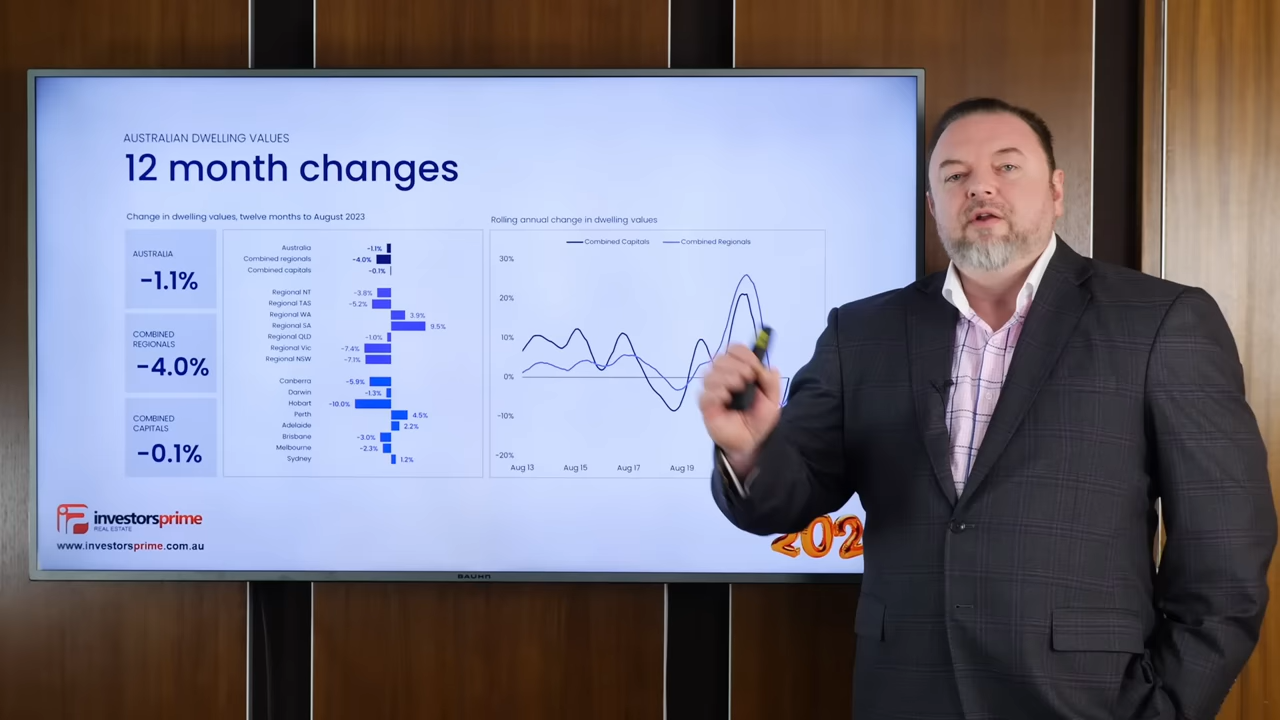 AUSTRALIAN DWELLING VALUES
12 month changes
Change in dwelling values, twelve months to August 2023
AUSTRALIA
-1.1%
COMBINED
REGIONALS
-4.0%
COMBINED
CAPITALS
-0.1%
Australia -1.1%
Combined regionals -4.0%
Combined capitals -0.1%
Regional NT -3.8%
Regional TAS -5.2%
Regional WA 3.9%
Regional SA 9.5%
Regional QLD -1.0%
Regional Vic -7.4%
Regional NSW -7.1%
Canberra -5.9%
Darwin -1.3%
Hobart -10.0%
Perth 4.5%
Adelaide 2.2%
Brisbane -3.0%
Melbourne -2.3%
Sydney 1.2%
Rolling annual change in dwelling values
Combined Capitals Combined Regionals
30%
20%
10%
0%
-10%
-20%
Aug 13 Aug 15 Aug 17 Aug 19
investorsprime
REAL ESTATE
www.investorsprime.com.au
202
BAUHN